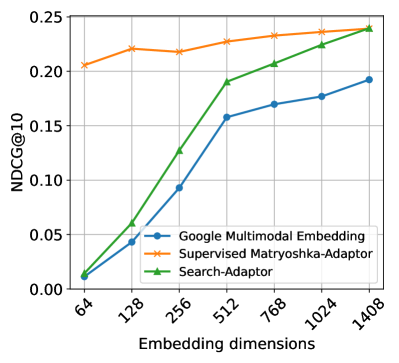 0.25
0.20
0.15
0.10
0.05
0.00
NDCG@10
Google Multimodal Embedding
Supervised Matryoshka-Adaptor
Search-Adaptor
64
128
256
512
768
1024
1408
Embedding dimensions